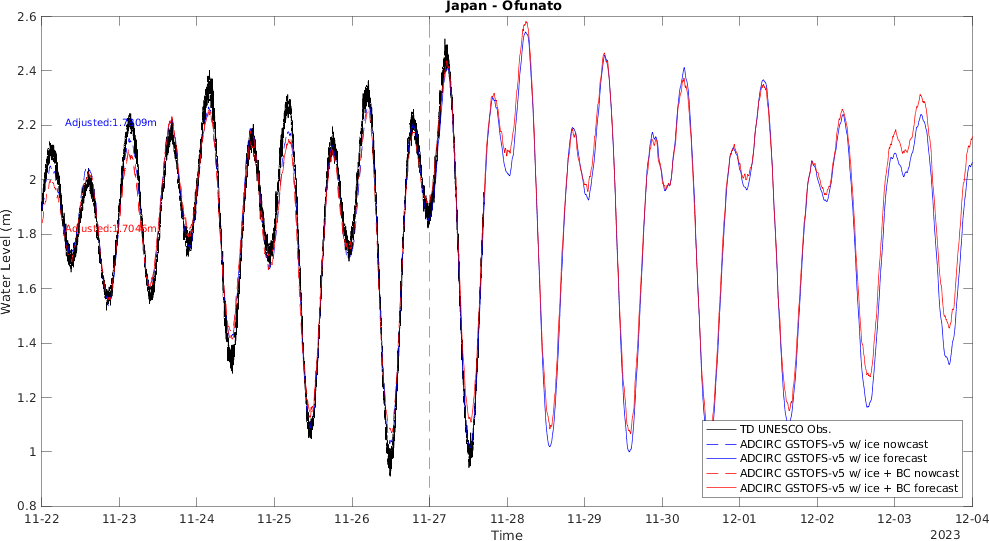 Japan - Ofunato
2.6
2.4
2.2
2
1.8
1.6
1.4
1.2
1
0.8
Water Level (m)
Adjusted:1.7046m
11-22 11-23 11-24 11-25 11-26 11-27 11-28 11-29 11-30 12-01 12-02 12-03 12-04
Time
2023
TD UNESCO Obs.
ADCIRC GSTOFS-v5 w/ ice nowcast
ADCIRC GSTOFS-v5 w/ ice forecast
ADCIRC GSTOFS-v5 w/ ice + BC nowcast
ADCIRC GSTOFS-v5 w/ ice + BC forecast